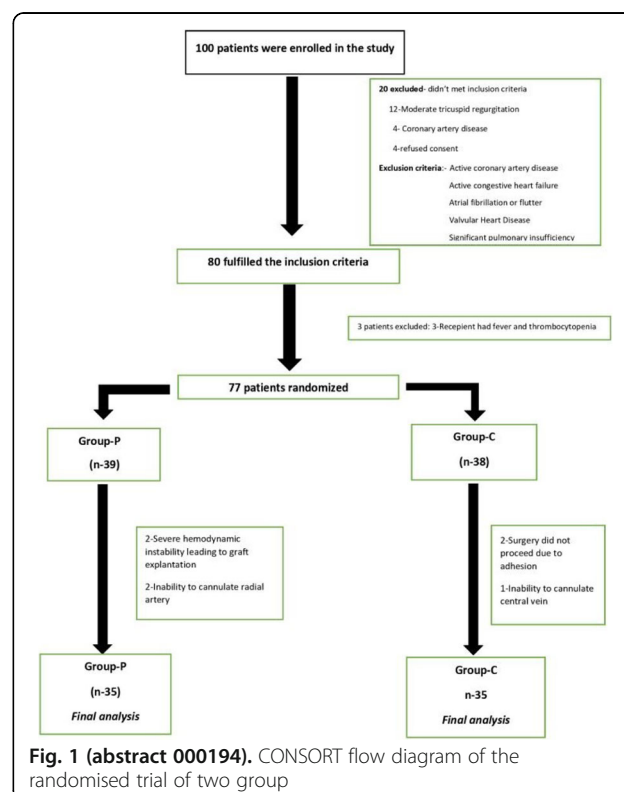 100 patients were enrolled in the study
20 excluded- didn't met inclusion criteria
12-Moderate tricuspid regurgitation
4- Coronary artery disease
4-refused consent
Exclusion criteria:- Active coronary artery disease
Active congestive heart failure
Atrial fibrillation or flutter
Valvular Heart Disease
Significant pulmonary insufficiency
80 fulfilled the inclusion criteria
3 patients excluded: 3-Recepient had fever and thrombocytopenia
77 patients randomized
Group-P
(n-39)
Group-C
(n-38)
2-Severe hemodynamic
instability leading to graft
explantation
2-Inability to cannulate radial
artery
2-Surgery did not
proceed due to
adhesion
1-Inability to cannulate
central vein
Group-P
(n-35)
Final analysis
Group-C
n-35
Final analysis
Fig. 1 (abstract 000194). CONSORT flow diagram of the
randomised trial of two group